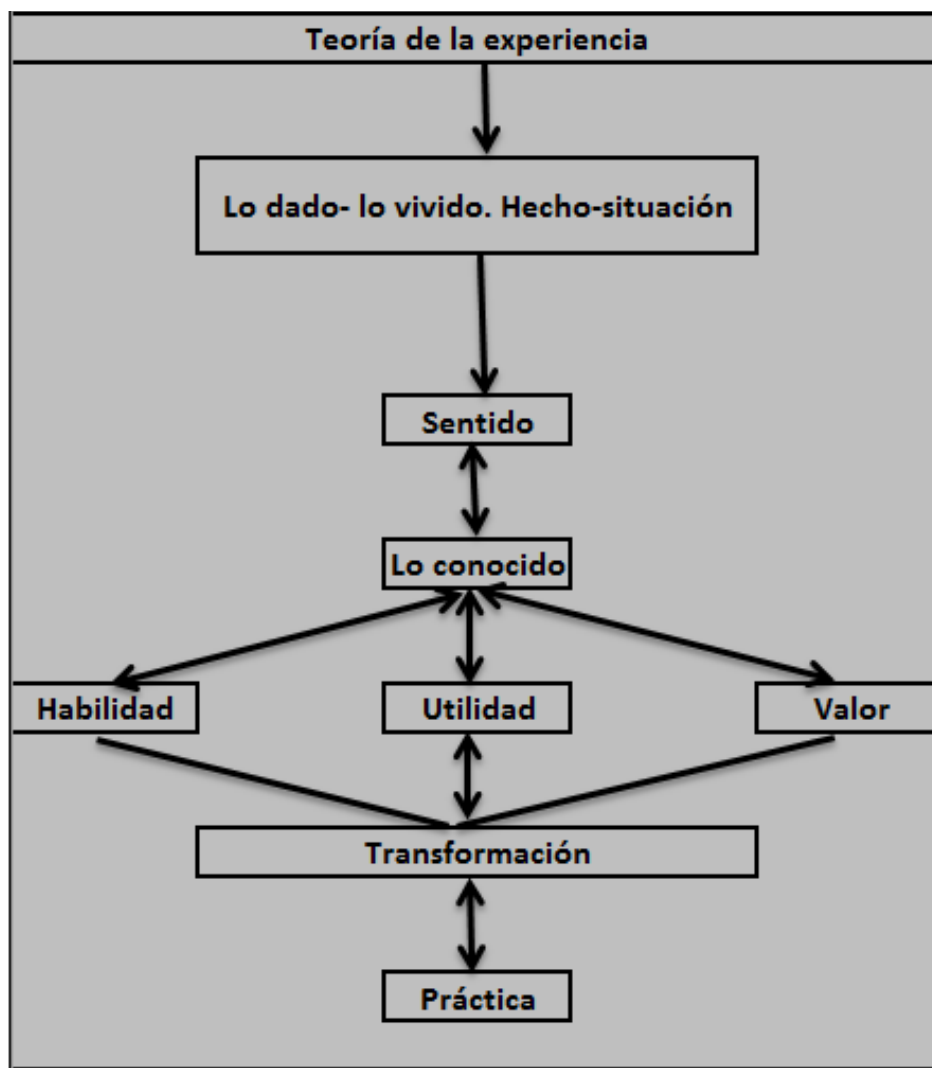 Teoría de la experiencia
Lo dado- lo vivido. Hecho-situación
Sentido
Lo conocido
Habilidad
Utilidad
Valor
Transformación
Práctica